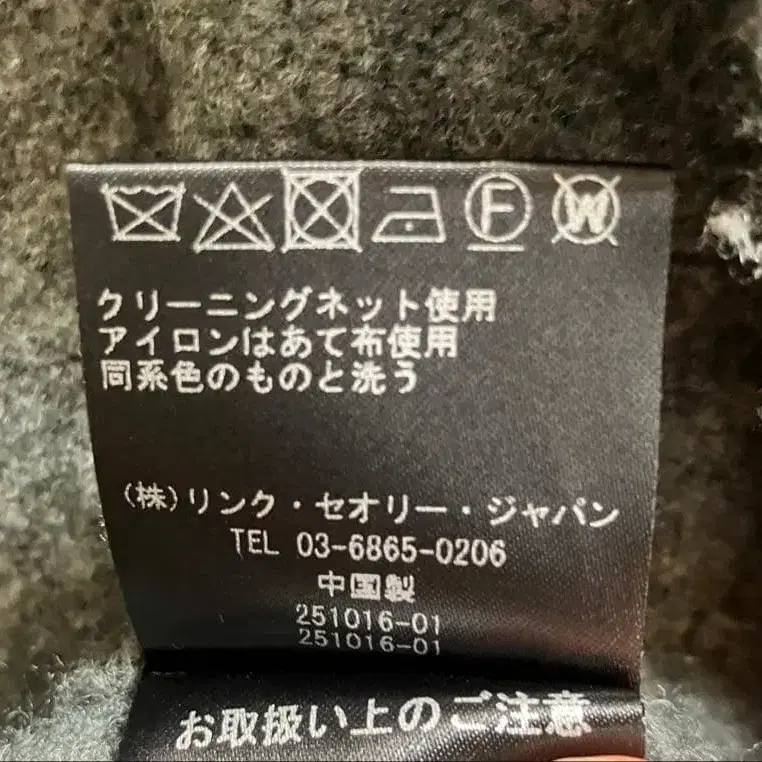 F W
クリーニングネット使用
アイロンはあて布使用
同系色のものと洗う
(株)リンク・セオリー・ジャパン
TEL 03-6865-0206
中国製
251016-01
251016-01
お取扱い上のご注意